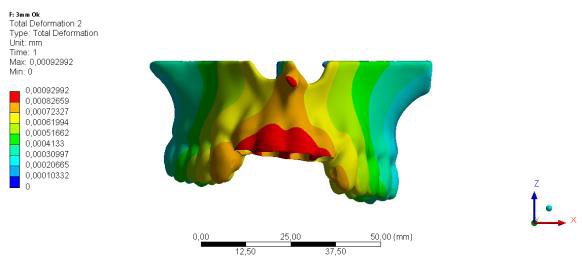 F: 3mm Ok
Total Deformation 2
Type: Total Deformation
Unit: mm
Time: 1
Max: 0,00092992
Min: 0
0,00092992
0,00082659
0,00072327
0,00061994
0,00051662
0,0004133
0,00030997
0,00020665
0,00010332
0
0,00 25,00 50,00 (mm)
12,50 37,50
Z
X